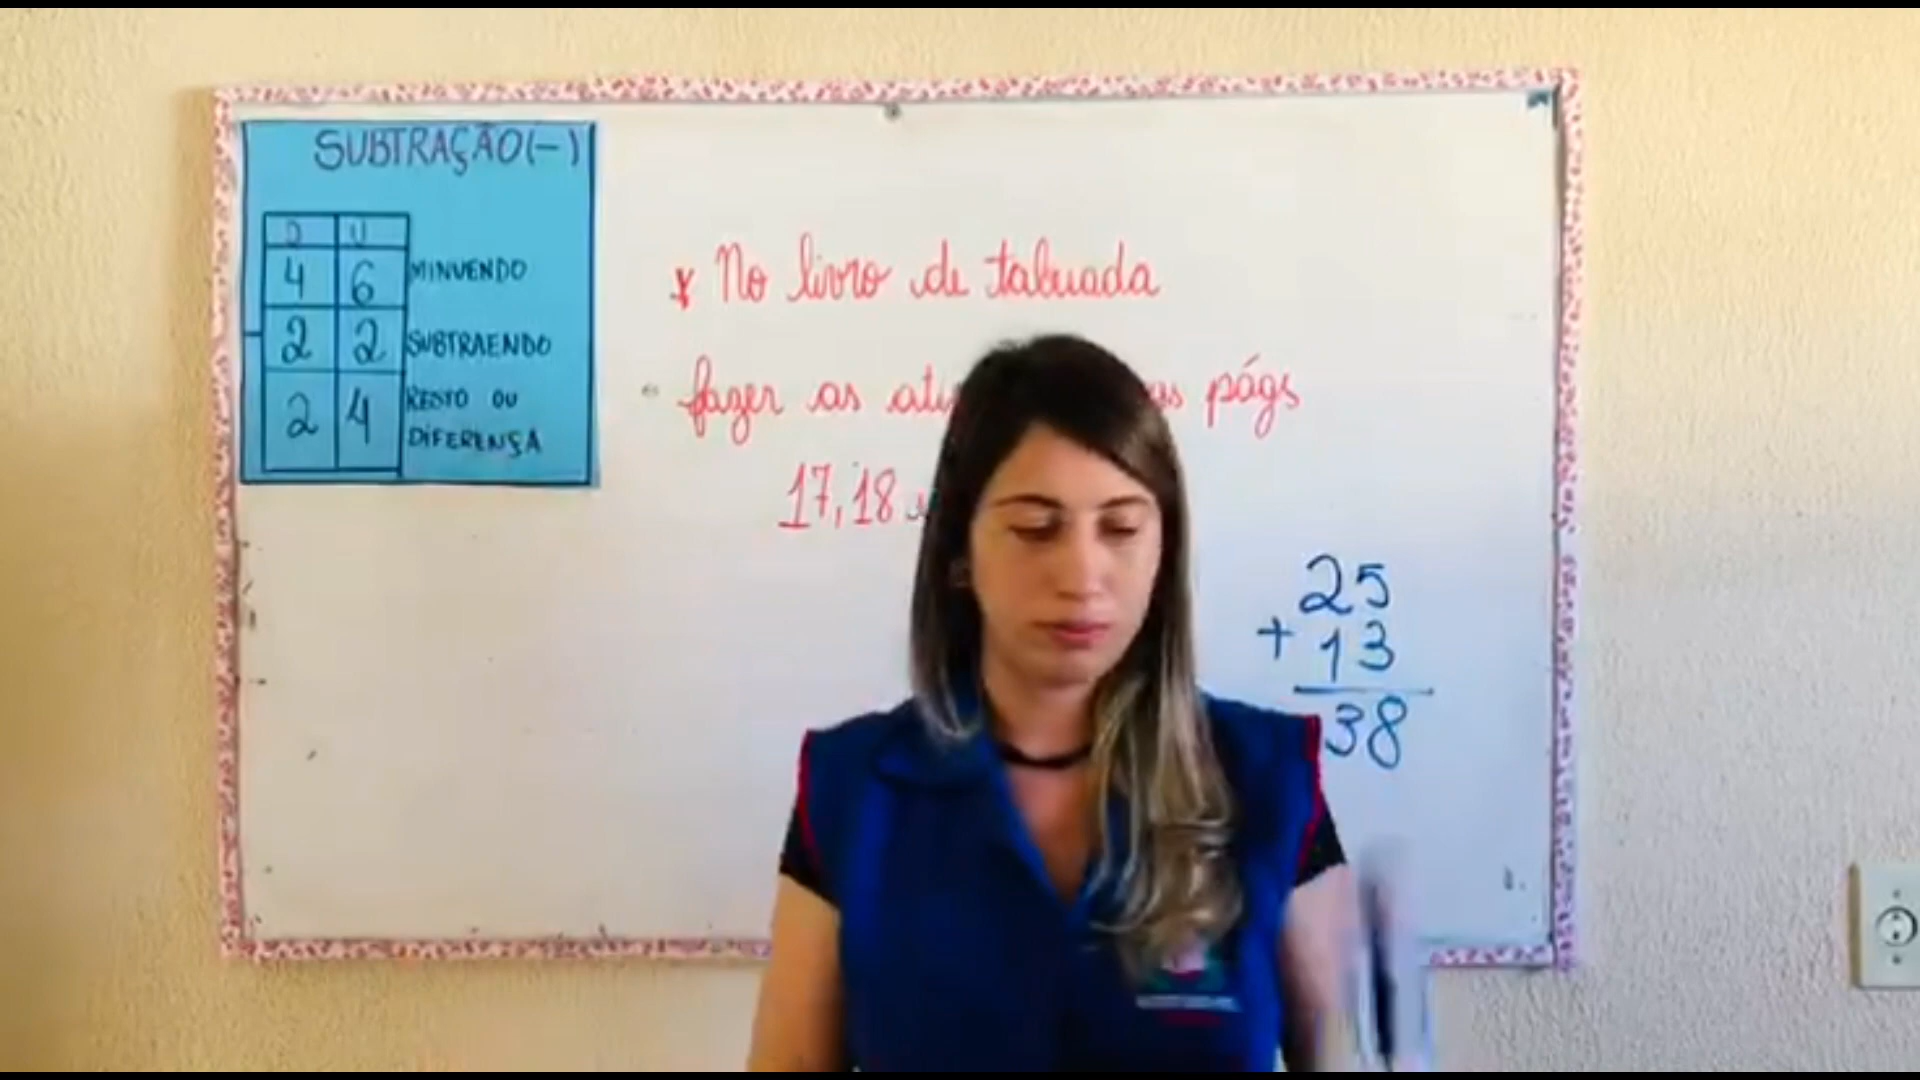 SUBTRAÇÃO(-)
D U
4 6 MINUENDO
- 2 2 SUBTRAENDO
2 4 RESTO OU
DIFERENÇA
* No livro de tabuada
fazer as págs
17, 18
25
+ 13
38